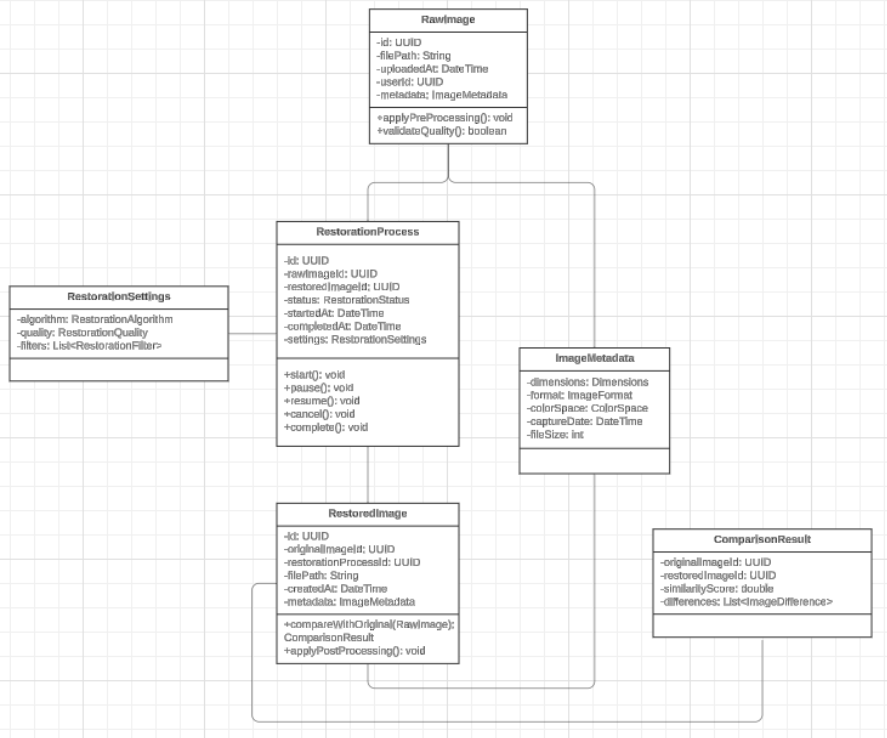 RawImage
-id: UUID
-filePath: String
-uploadedAt: DateTime
-userId: UUID
-metadata: ImageMetadata
+applyPreProcessing(): void
+validateQuality(): boolean
RestorationProcess
-id: UUID
-rawImageId: UUID
-restoredImageId: UUID
-status: RestorationStatus
-startedAt: DateTime
-completedAt: DateTime
-settings: RestorationSettings
+start(): void
+pause(): void
+resume(): void
+cancel(): void
+complete(): void
RestorationSettings
-algorithm: RestorationAlgorithm
-quality: RestorationQuality
-filters: List<RestorationFilter>
ImageMetadata
-dimensions: Dimensions
-format: ImageFormat
-colorSpace: ColorSpace
-captureDate: DateTime
-fileSize: int
RestoredImage
-id: UUID
-originalImageId: UUID
-restorationProcessId: UUID
-filePath: String
-createdAt: DateTime
-metadata: ImageMetadata
+compareWithOriginal(RawImage):
ComparisonResult
+applyPostProcessing(): void
ComparisonResult
-originalImageId: UUID
-restoredImageId: UUID
-similarityScore: double
-differences: List<ImageDifference>